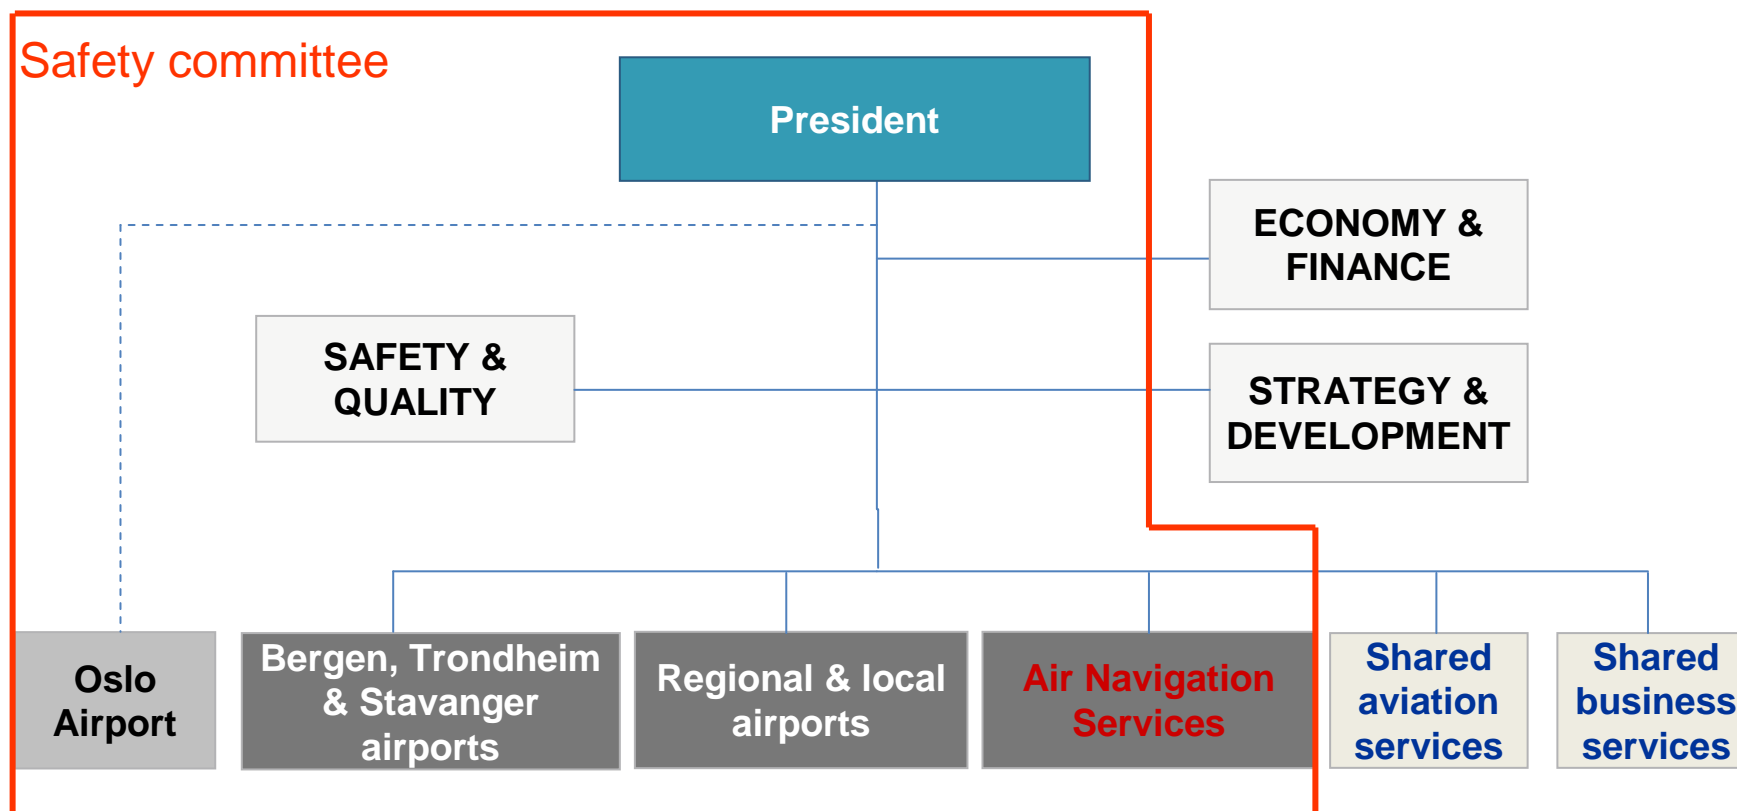 Safety committee
President
ECONOMY &
FINANCE
SAFETY &
QUALITY
STRATEGY &
DEVELOPMENT
Oslo
Airport
Bergen, Trondheim
& Stavanger
airports
Regional & local
airports
Air Navigation
Services
Shared
aviation
services
Shared
business
services